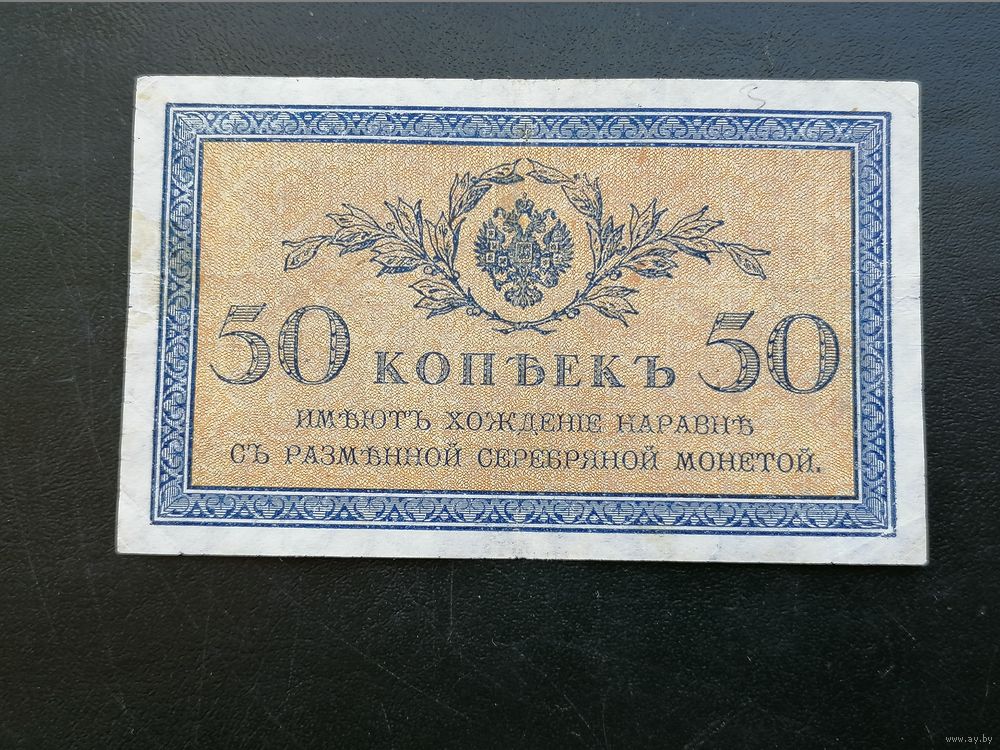 50 КОПѢЕКЪ 50
ИМѢЮТЪ ХОЖДЕНІЕ НАРАВНѢ
СЪ РАЗМѢННОЙ СЕРЕБРЯНОЙ МОНЕТОЙ.
www.ay.by